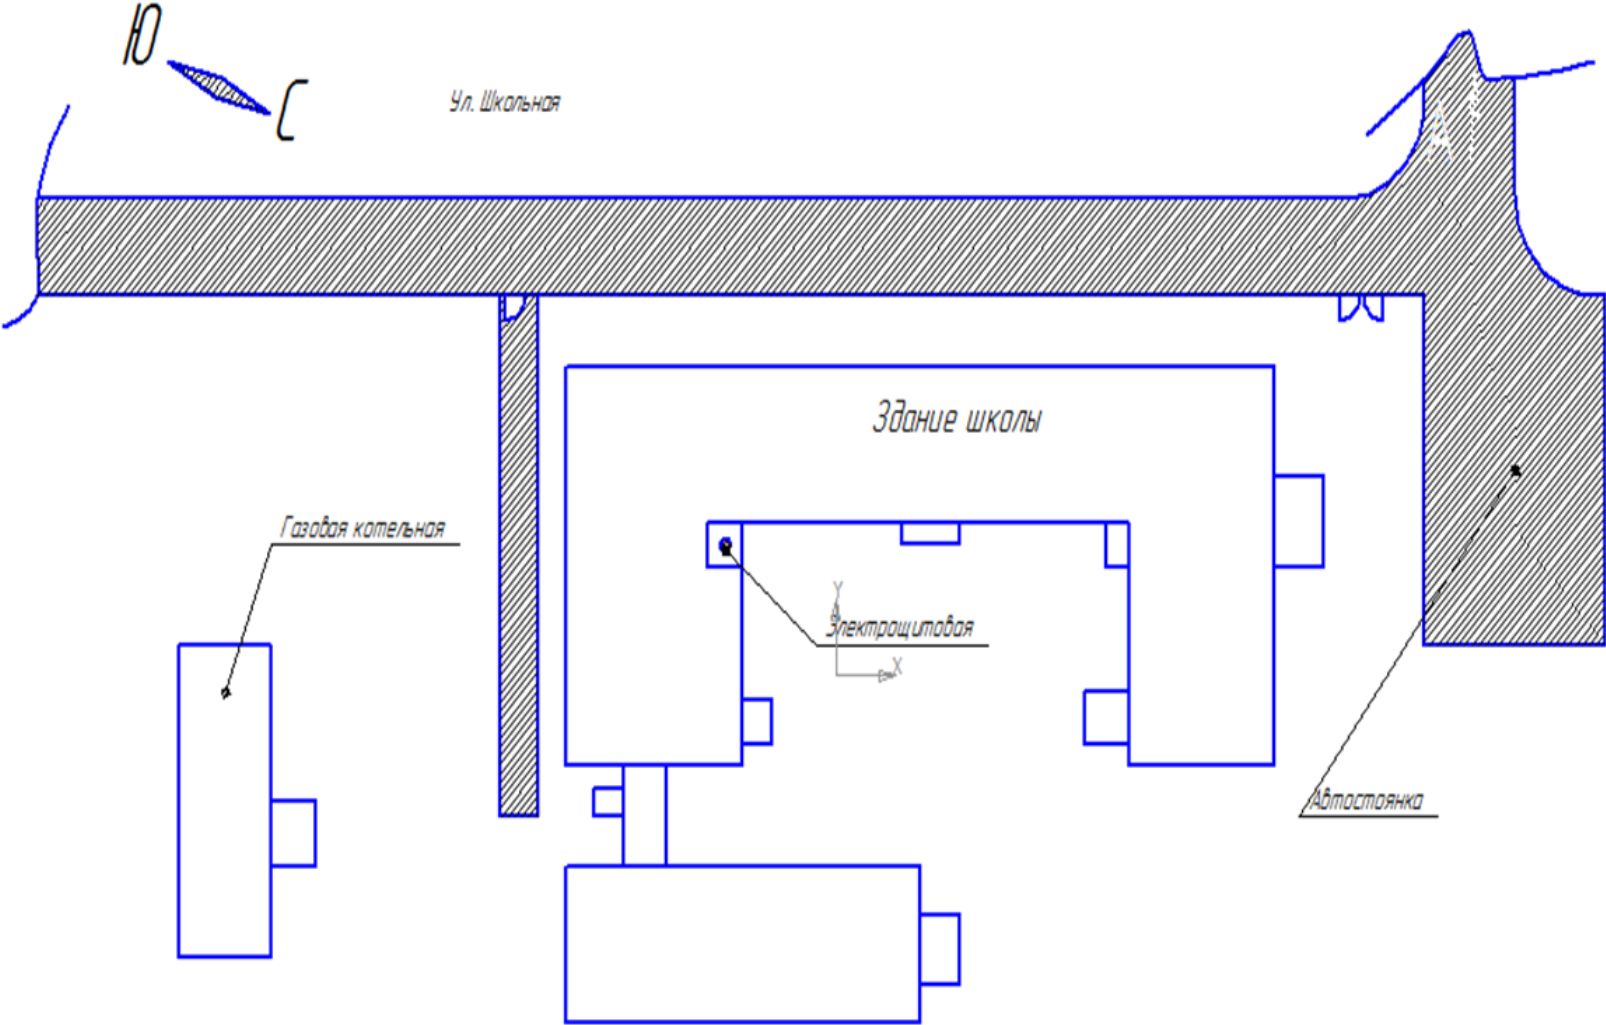 Ю
С
Ул. Школьная
Здание школы
Газовая котельная
Y
Электрощитовая
X
Автостоянка